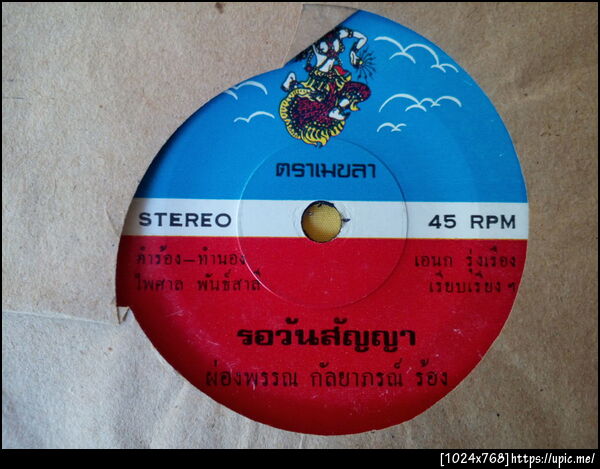 ตราเมขลา
STEREO 45 RPM
คำร้อง-ทำนอง เอนก รุ่งเรือง
ไพศาล พันธ์สาลี เรียบเรียงฯ
รอวันสัญญา
ผ่องพรรณ กัลยาภรณ์ ร้อง
[1024x768]https://upic.me/